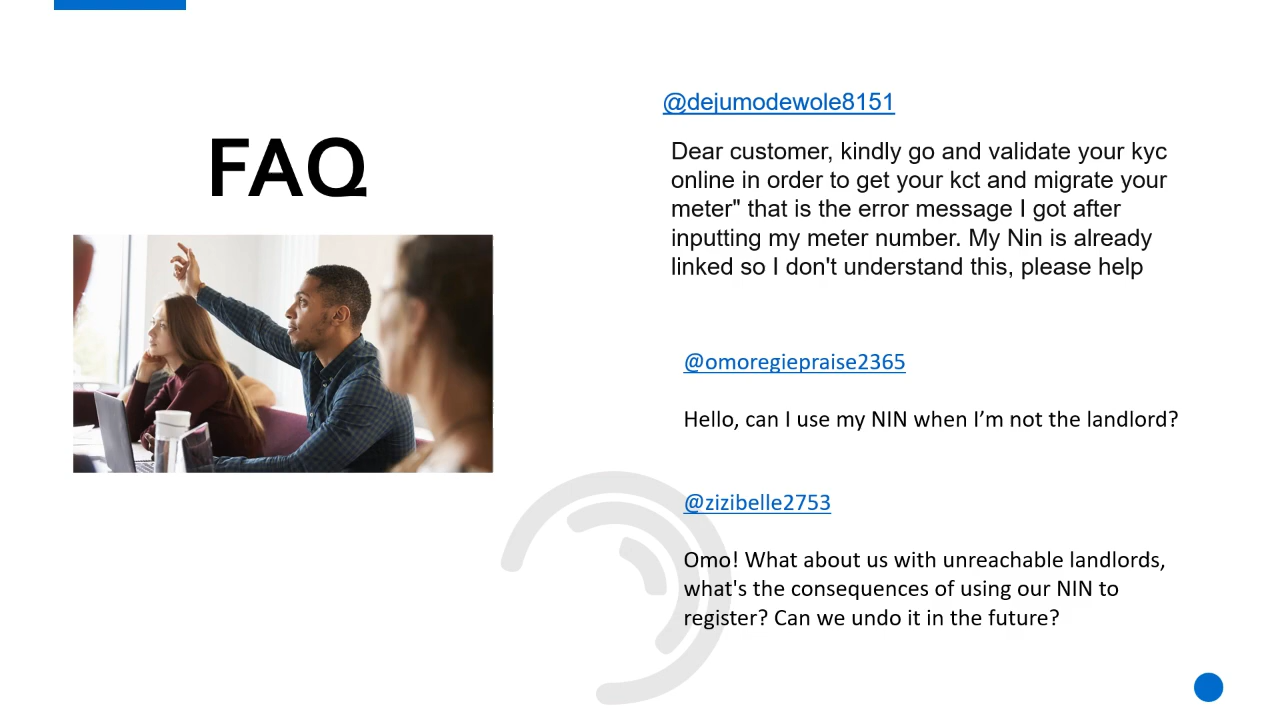 FAQ
@dejumodewole8151
Dear customer, kindly go and validate your kyc
online in order to get your kct and migrate your
meter" that is the error message I got after
inputting my meter number. My Nin is already
linked so I don't understand this, please help
@omoregiepraise2365
Hello, can I use my NIN when I’m not the landlord?
@zizibelle2753
Omo! What about us with unreachable landlords,
what's the consequences of using our NIN to
register? Can we undo it in the future?